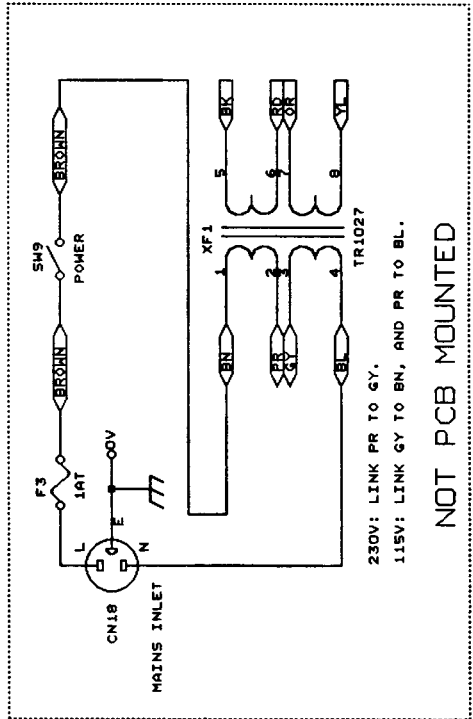 BROWN
SW9
POWER
BROWN
F3
1AT
0V
L
E
N
CN18
MAINS INLET
BK
RD
OR
YL
5
6
7
8
XF1
TR1027
1
2
3
4
BN
PR
GY
BL
230V: LINK PR TO GY.
115V: LINK GY TO BN, AND PR TO BL.
NOT PCB MOUNTED